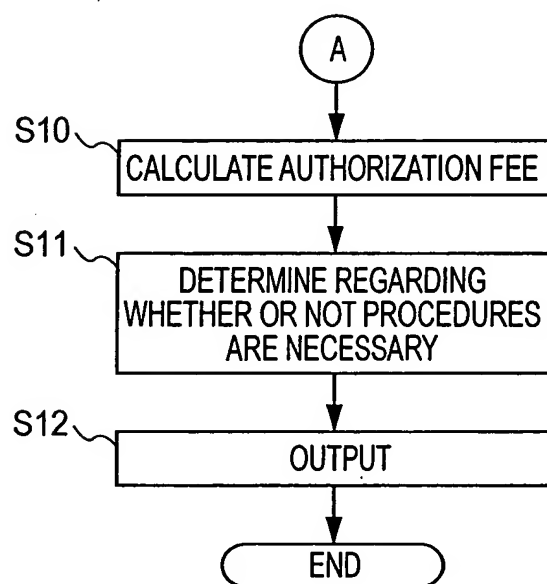 A
S10
CALCULATE AUTHORIZATION FEE
S11
DETERMINE REGARDING
WHETHER OR NOT PROCEDURES
ARE NECESSARY
S12
OUTPUT
END